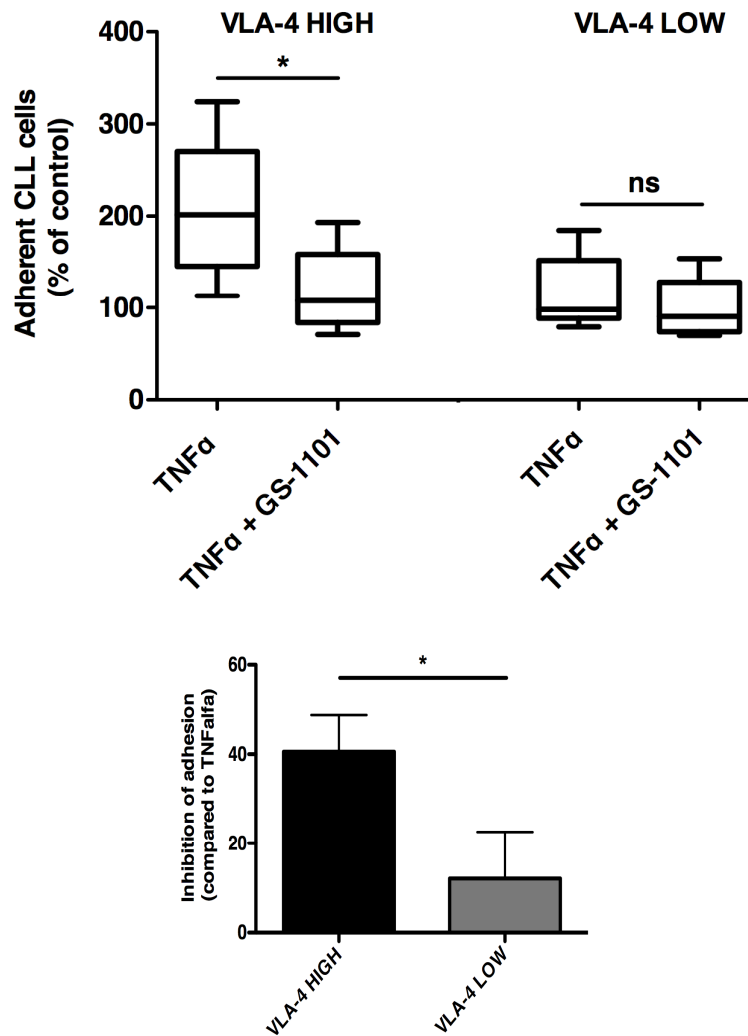 VLA-4 HIGH
VLA-4 LOW
Adherent CLL cells
(% of control)
400
300
200
100
0
*
ns
TNFα
TNFα + GS-1101
TNFα
TNFα + GS-1101
Inhibition of adhesion
(compared to TNFalfa)
60
40
20
0
*
VLA-4 HIGH
VLA-4 LOW